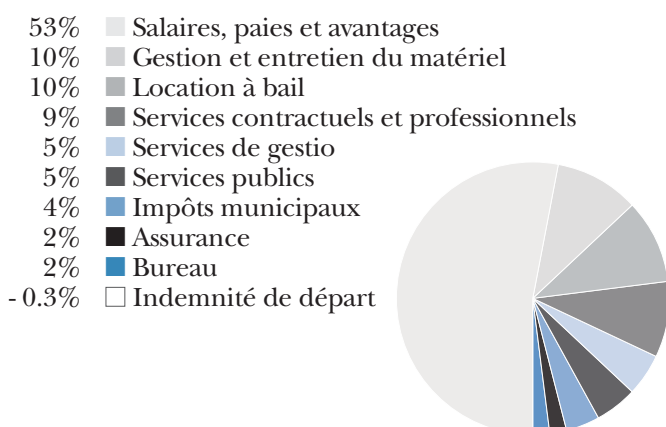 53% Salaires, paies et avantages
10% Gestion et entretien du matériel
10% Location à bail
9% Services contractuels et professionnels
5% Services de gestio
5% Services publics
4% Impôts municipaux
2% Assurance
2% Bureau
- 0.3% Indemnité de départ